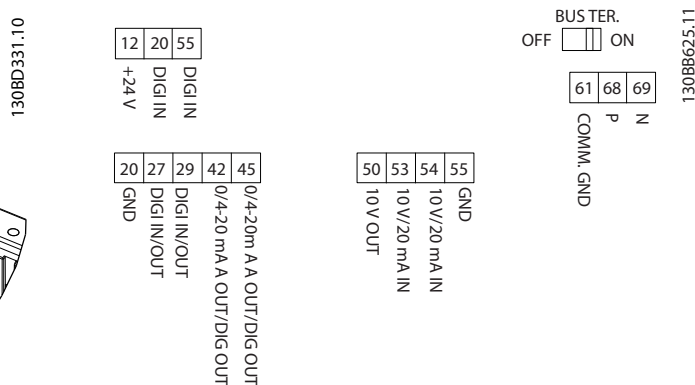 130BD331.10
12 20 55
+24 V
DIGI IN
DIGI IN
BUS TER.
OFF ON
61 68 69
COMM. GND
P
N
130BB625.11
20 27 29 42 45
GND
DIGI IN/OUT
DIGI IN/OUT
0/4-20 mA A OUT/DIG OUT
0/4-20m A A OUT/DIG OUT
50 53 54 55
10 V OUT
10 V/20 mA IN
10 V/20 mA IN
GND